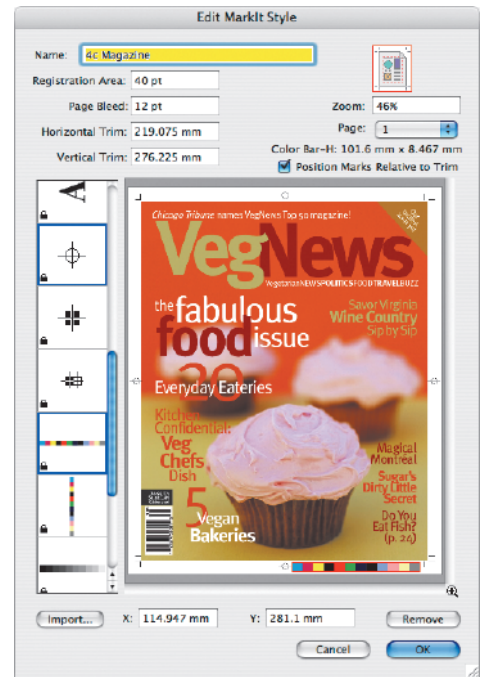 Edit MarkIt Style
Name: 4c Magazine
Registration Area: 40 pt
Page Bleed: 12 pt
Zoom: 46%
Horizontal Trim: 219.075 mm
Page: 1
Vertical Trim: 276.225 mm
Color Bar-H: 101.6 mm x 8.467 mm
Position Marks Relative to Trim
A
Chicago Tribune names VegNews Top 50 magazine!
VegNews
VegetarianNEWSPOLITICSFOODTRAVELBUZZ
the fabulous
food issue
Savor Virginia
Wine Country
Sip by Sip
20
Everyday Eateries
Kitchen
Confidential:
Veg
Chefs
Dish
Magical
Montreal
Sugar's
Dirty Little
Secret
5
Vegan
Bakeries
Do You
Eat Fish?
(p. 24)
Import...
X: 114.947 mm
Y: 281.1 mm
Remove
Cancel
OK